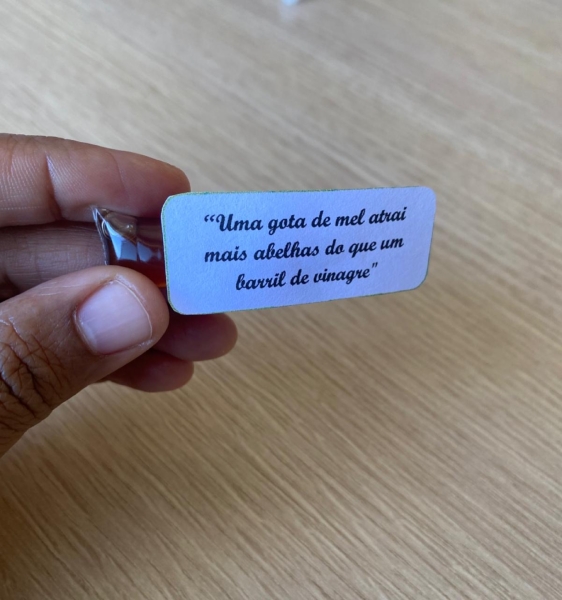 “Uma gota de mel atrai
mais abelhas do que um
barril de vinagre”